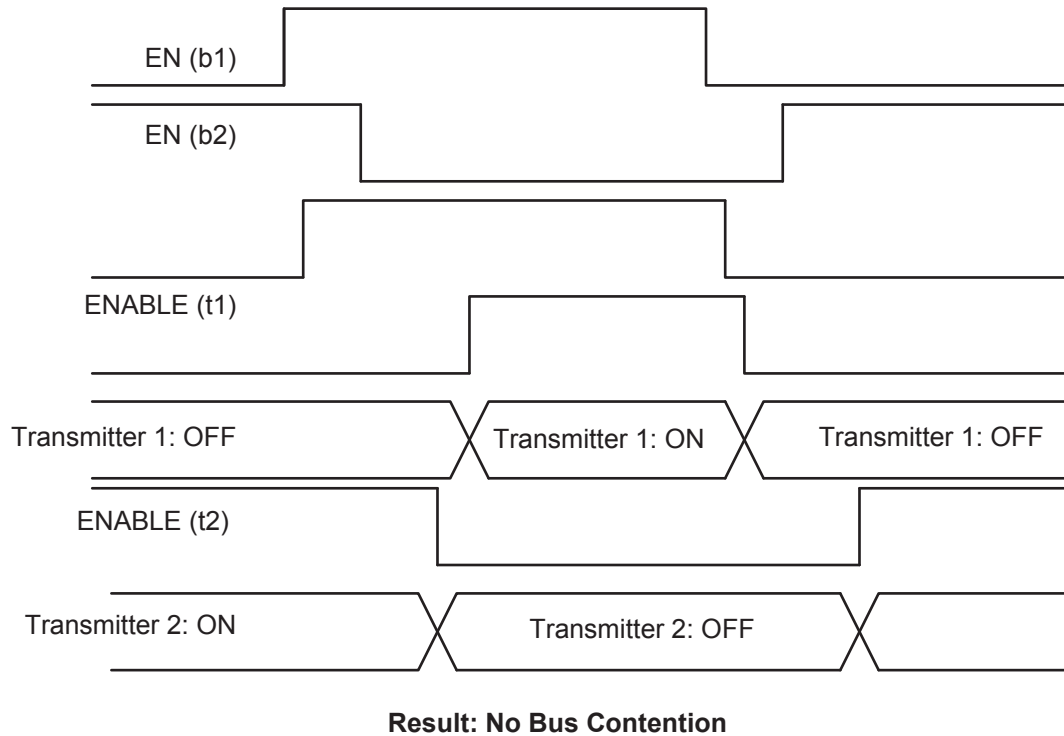 EN (b1)
EN (b2)
ENABLE (t1)
Transmitter 1: OFF
Transmitter 1: ON
Transmitter 1: OFF
ENABLE (t2)
Transmitter 2: ON
Transmitter 2: OFF
Result: No Bus Contention